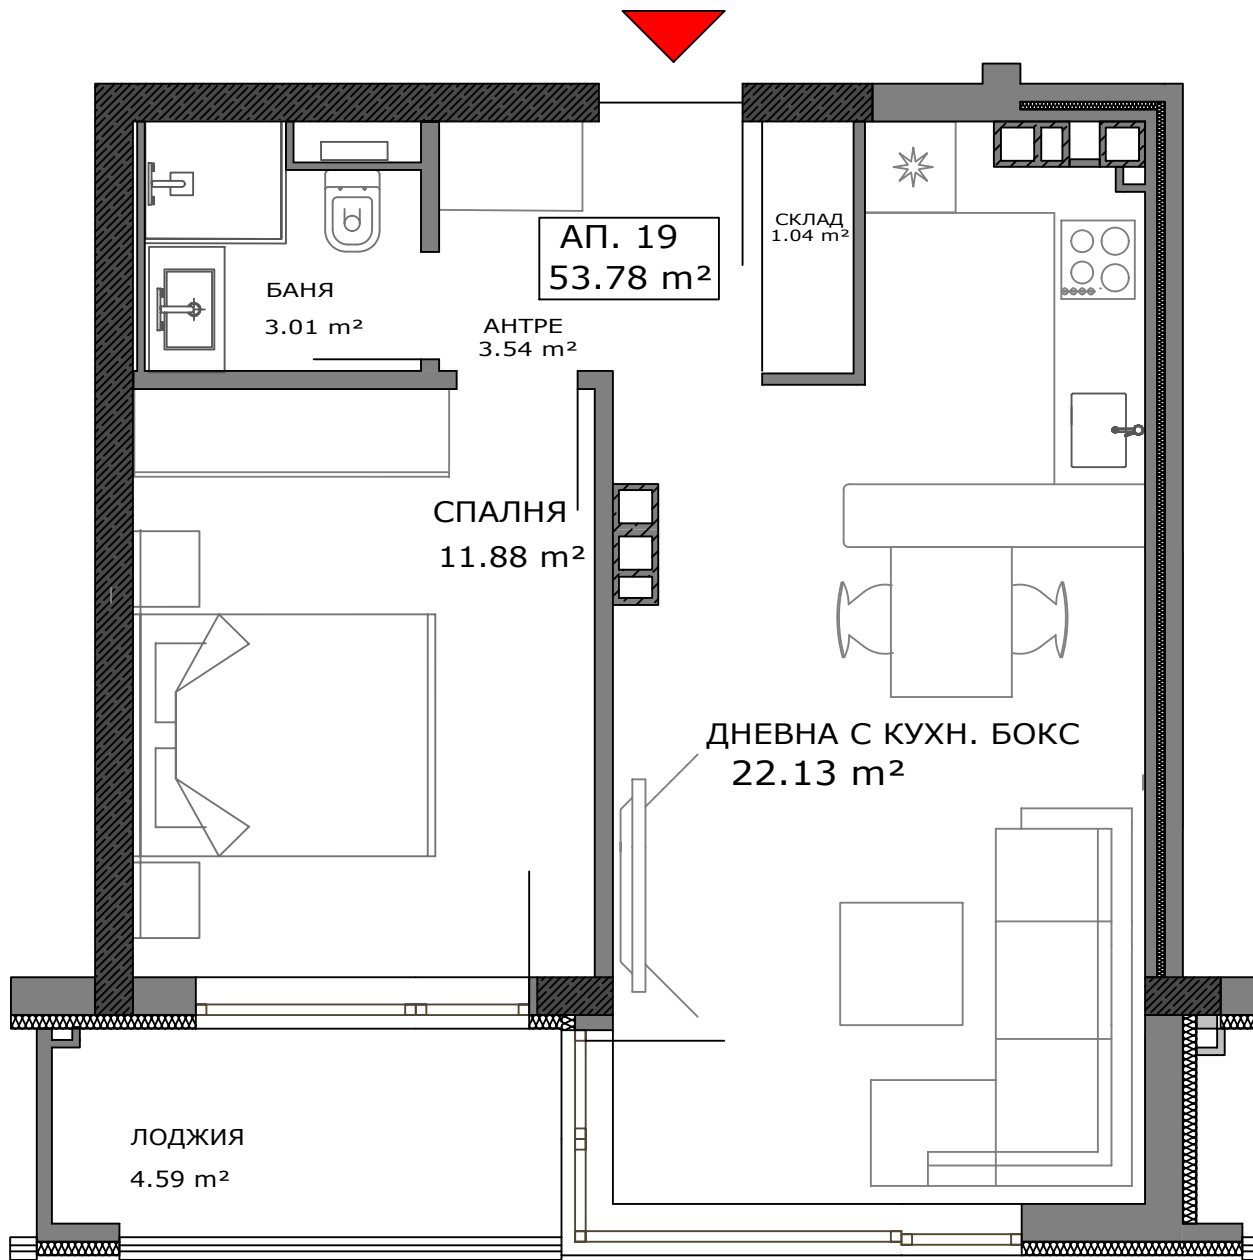 СКЛАД
1.04 m²
АП. 19
53.78 m²
БАНЯ
3.01 m²
АНТРЕ
3.54 m²
СПАЛНЯ
11.88 m²
ДНЕВНА С КУХН. БОКС
22.13 m²
ЛОДЖИЯ
4.59 m²